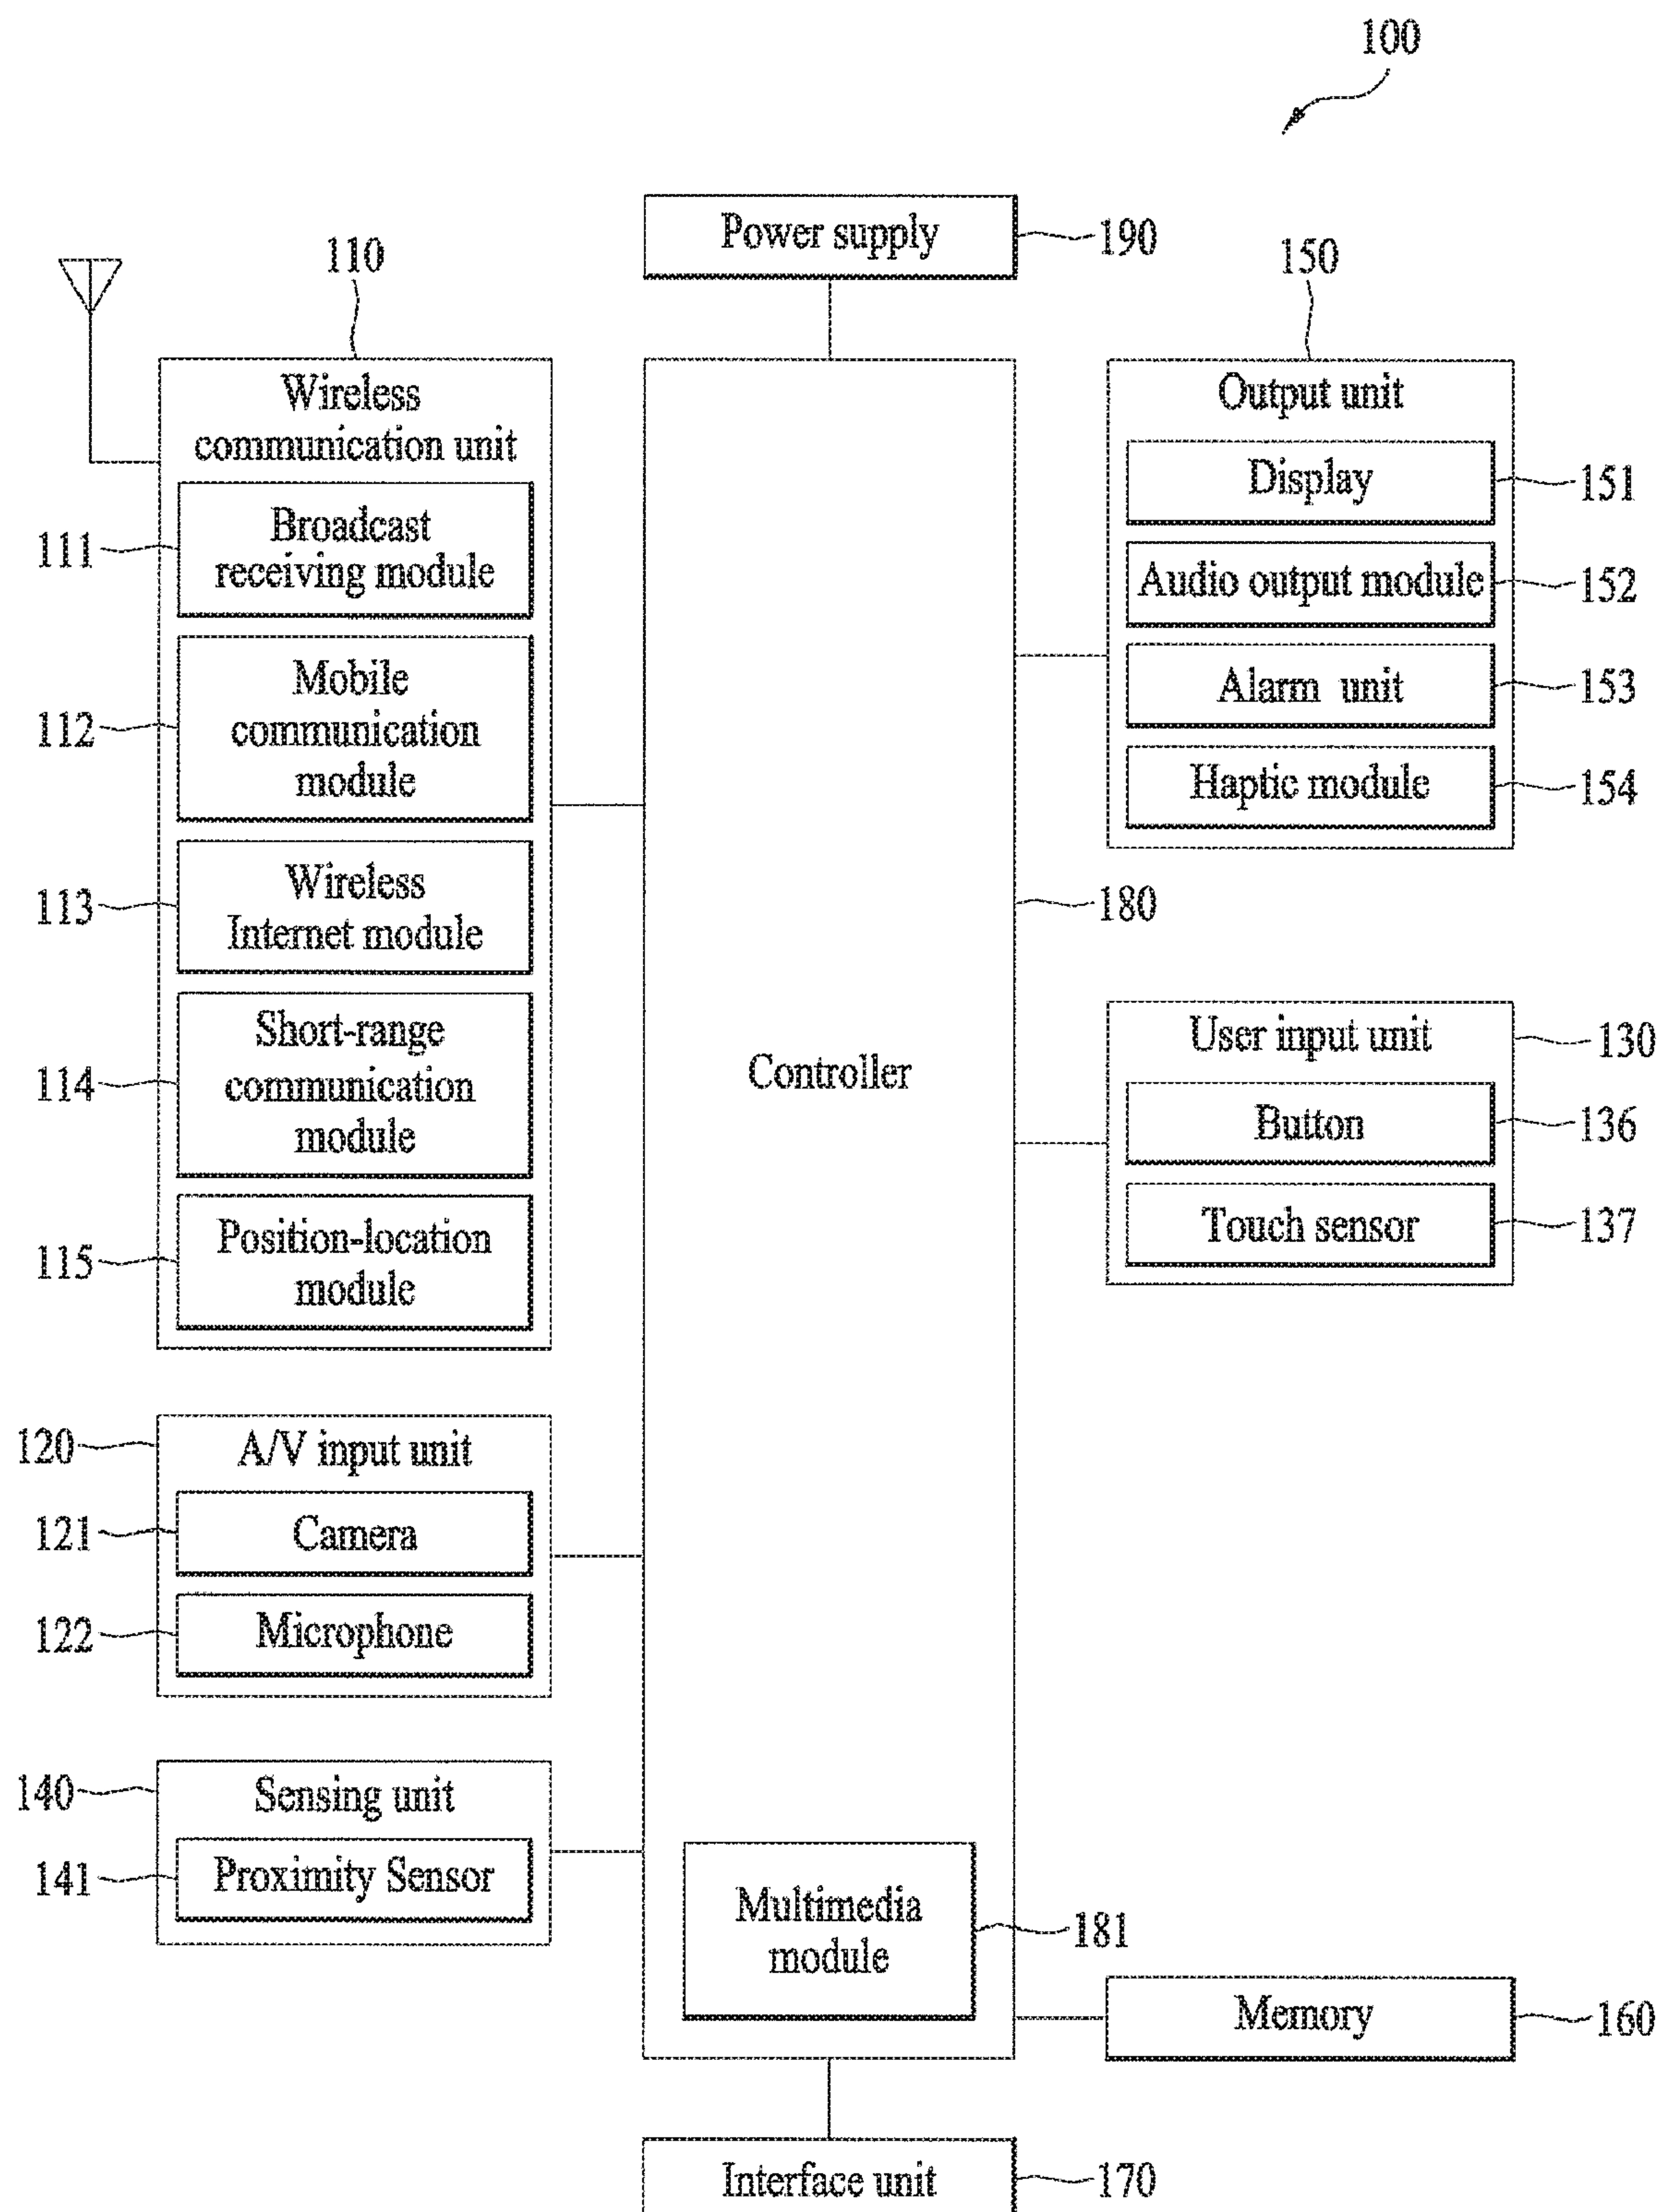 100
Power supply
190
110
Wireless
communication unit
111
Broadcast
receiving module
112
Mobile
communication
module
113
Wireless
Internet module
114
Short-range
communication
module
115
Position-location
module
120
A/V input unit
121
Camera
122
Microphone
140
Sensing unit
141
Proximity Sensor
Controller
180
Multimedia
module
181
150
Output unit
Display
151
Audio output module
152
Alarm unit
153
Haptic module
154
User input unit
130
Button
136
Touch sensor
137
Memory
160
Interface unit
170